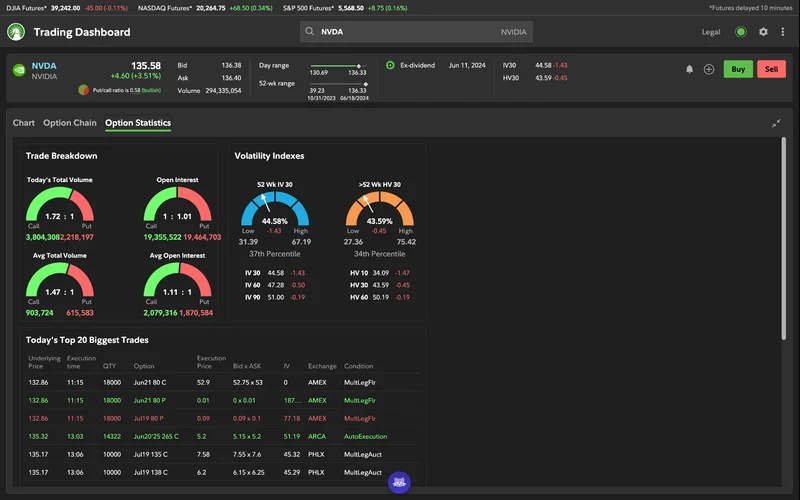 DJIA Futures* 39,242.00 -45.00 (-0.11%) NASDAQ Futures* 20,264.75 +68.50 (0.34%) S&P 500 Futures* 5,568.50 +8.75 (0.16%) *Futures delayed 10 minutes
Trading Dashboard NVDA NVIDIA Legal
NVDA 135.58
NVIDIA +4.60 (+3.51%)
Put/call ratio is 0.58 (bullish)
Bid 136.38
Ask 136.40
Volume 294,335,054
Day range
130.69 136.33
52-wk range
39.23 136.33
10/31/2023 06/18/2024
Ex-dividend Jun 11, 2024
IV30 44.58 -1.43
HV30 43.59 -0.45
Buy Sell
Chart Option Chain Option Statistics
Trade Breakdown
Today's Total Volume Open Interest
1.72 : 1 1 : 1.01
Call Put Call Put
3,804,308 2,218,197 19,355,522 19,464,703
Avg Total Volume Avg Open Interest
1.47 : 1 1.11 : 1
Call Put Call Put
903,724 615,583 2,079,316 1,870,584
Volatility Indexes
52 Wk IV 30 >52 Wk HV 30
44.58% 43.59%
Low -1.43 High Low -0.45 High
31.39 67.19 27.36 75.42
37th Percentile 34th Percentile
IV 30 44.58 -1.43 HV 10 34.09 -1.47
IV 60 47.28 -0.50 HV 30 43.59 -0.45
IV 90 51.00 -0.19 HV 60 50.19 -0.19
Today's Top 20 Biggest Trades
Underlying Price Execution time QTY Option Execution Price Bid x ASK IV Exchange Condition
132.86 11:15 18000 Jun21 80 C 52.9 52.75 x 53 0 AMEX MultLegFlr
132.86 11:15 18000 Jun21 80 P 0.01 0 x 0.01 187.... AMEX MultLegFlr
132.86 11:15 18000 Jul19 80 P 0.09 0.09 x 0.1 77.18 AMEX MultLegFlr
135.32 13:03 14322 Jun20'25 265 C 5.2 5.15 x 5.2 51.19 ARCA AutoExecution
135.17 13:06 10000 Jul19 135 C 7.58 7.55 x 7.6 45.32 PHLX MultLegAuct
135.17 13:06 10000 Jul19 138 C 6.2 6.15 x 6.25 45.29 PHLX MultLegAuct